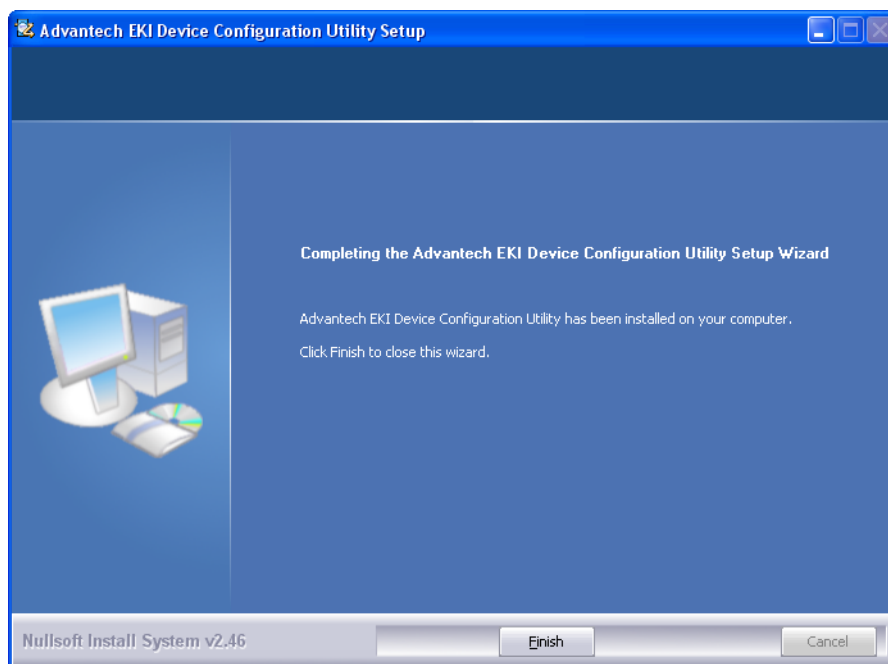 Advantech EKI Device Configuration Utility Setup
Completing the Advantech EKI Device Configuration Utility Setup Wizard
Advantech EKI Device Configuration Utility has been installed on your computer.
Click Finish to close this wizard.
Nullsoft Install System v2.46
Finish
Cancel